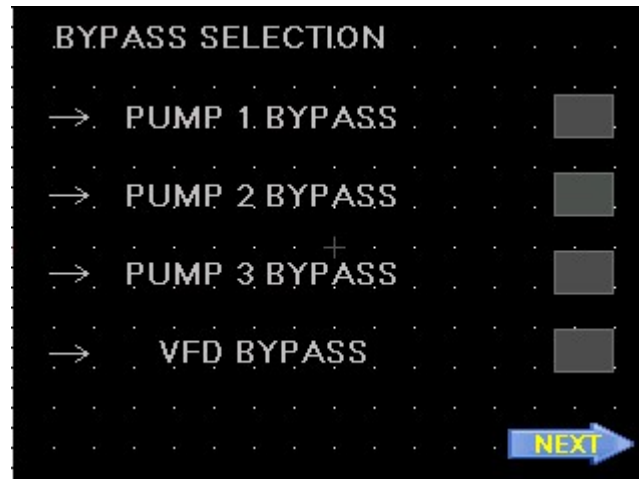 BYPASS SELECTION
→ PUMP 1 BYPASS
→ PUMP 2 BYPASS
→ PUMP 3 BYPASS
→ VFD BYPASS
NEXT